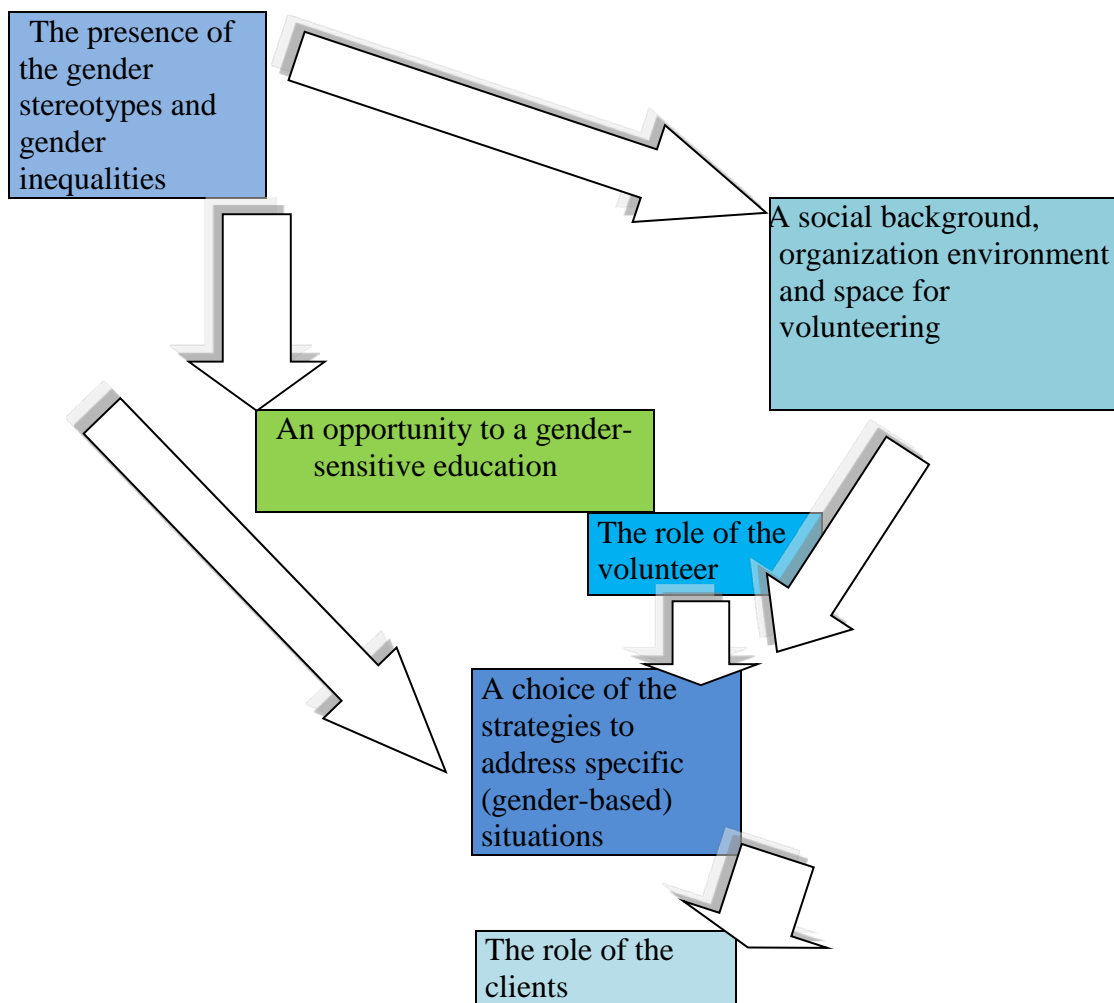 The presence of
the gender
stereotypes and
gender
inequalities
A social background,
organization environment
and space for
volunteering
An opportunity to a gender-
sensitive education
The role of the
volunteer
A choice of the
strategies to
address specific
(gender-based)
situations
The role of the
clients